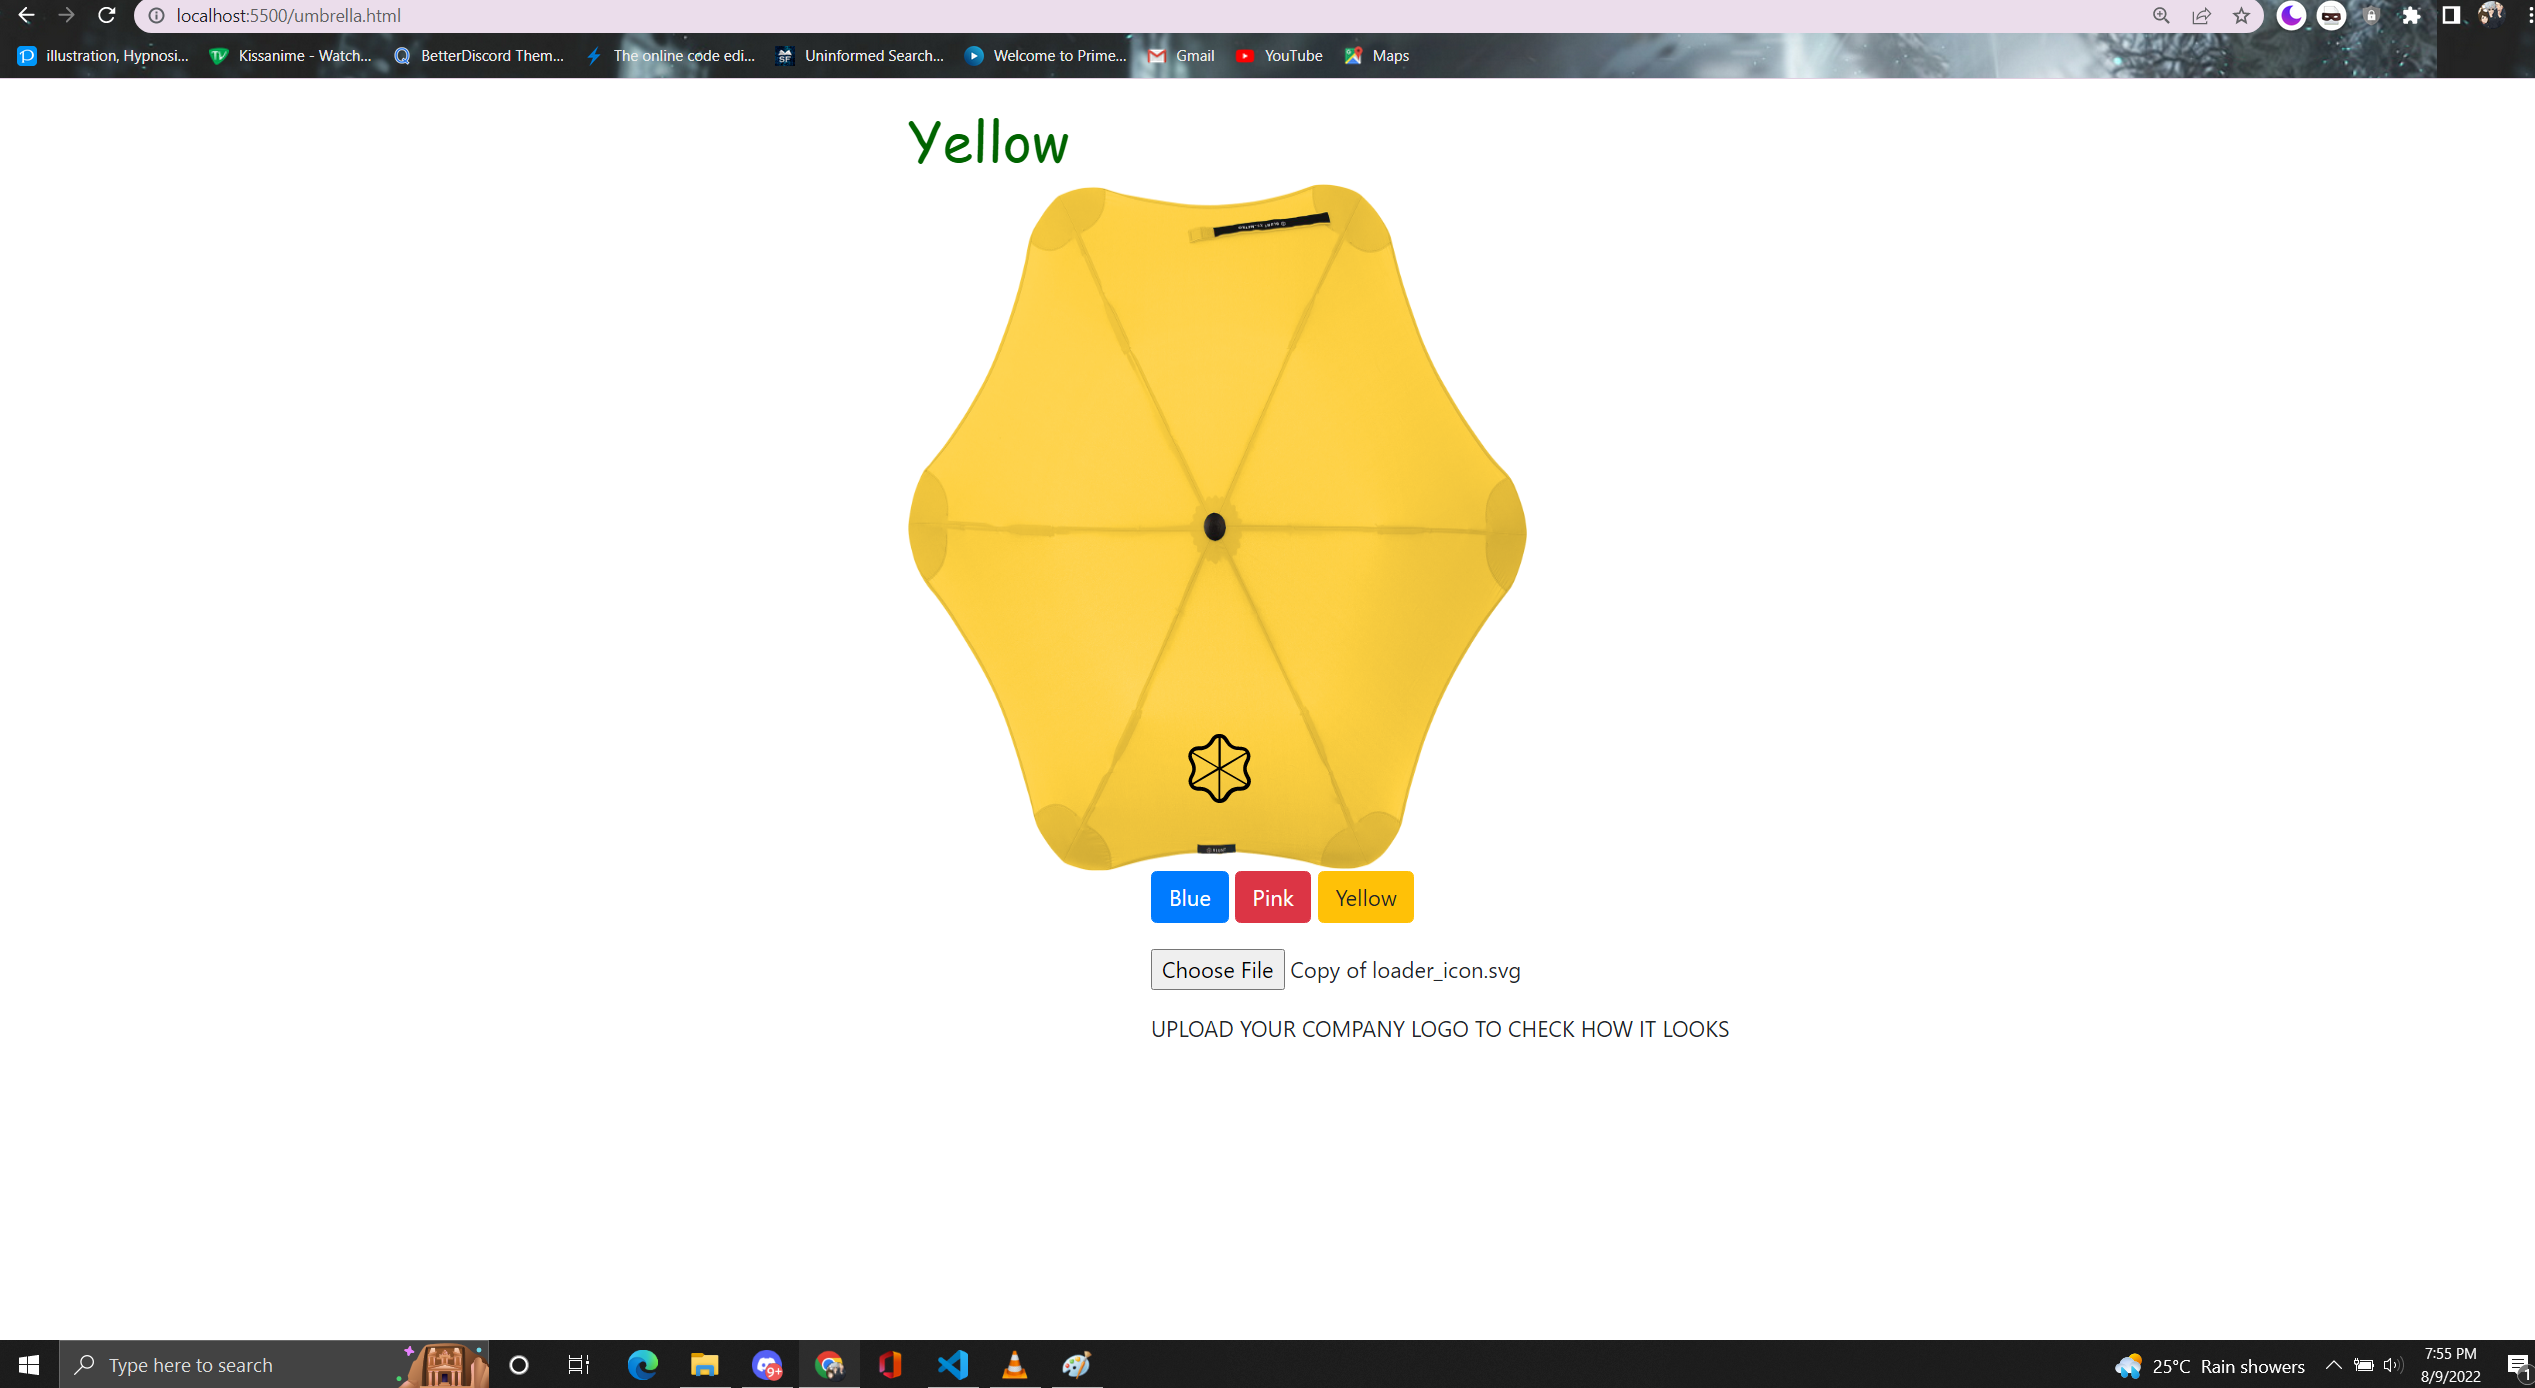 localhost:5500/umbrella.html
illustration, Hypnosi... Kissanime - Watch... BetterDiscord Them... The online code edi... Uninformed Search... Welcome to Prime... Gmail YouTube Maps
Yellow
Blue Pink Yellow
Choose File Copy of loader_icon.svg
UPLOAD YOUR COMPANY LOGO TO CHECK HOW IT LOOKS
Type here to search
9+
25°C Rain showers
7:55 PM
8/9/2022
1